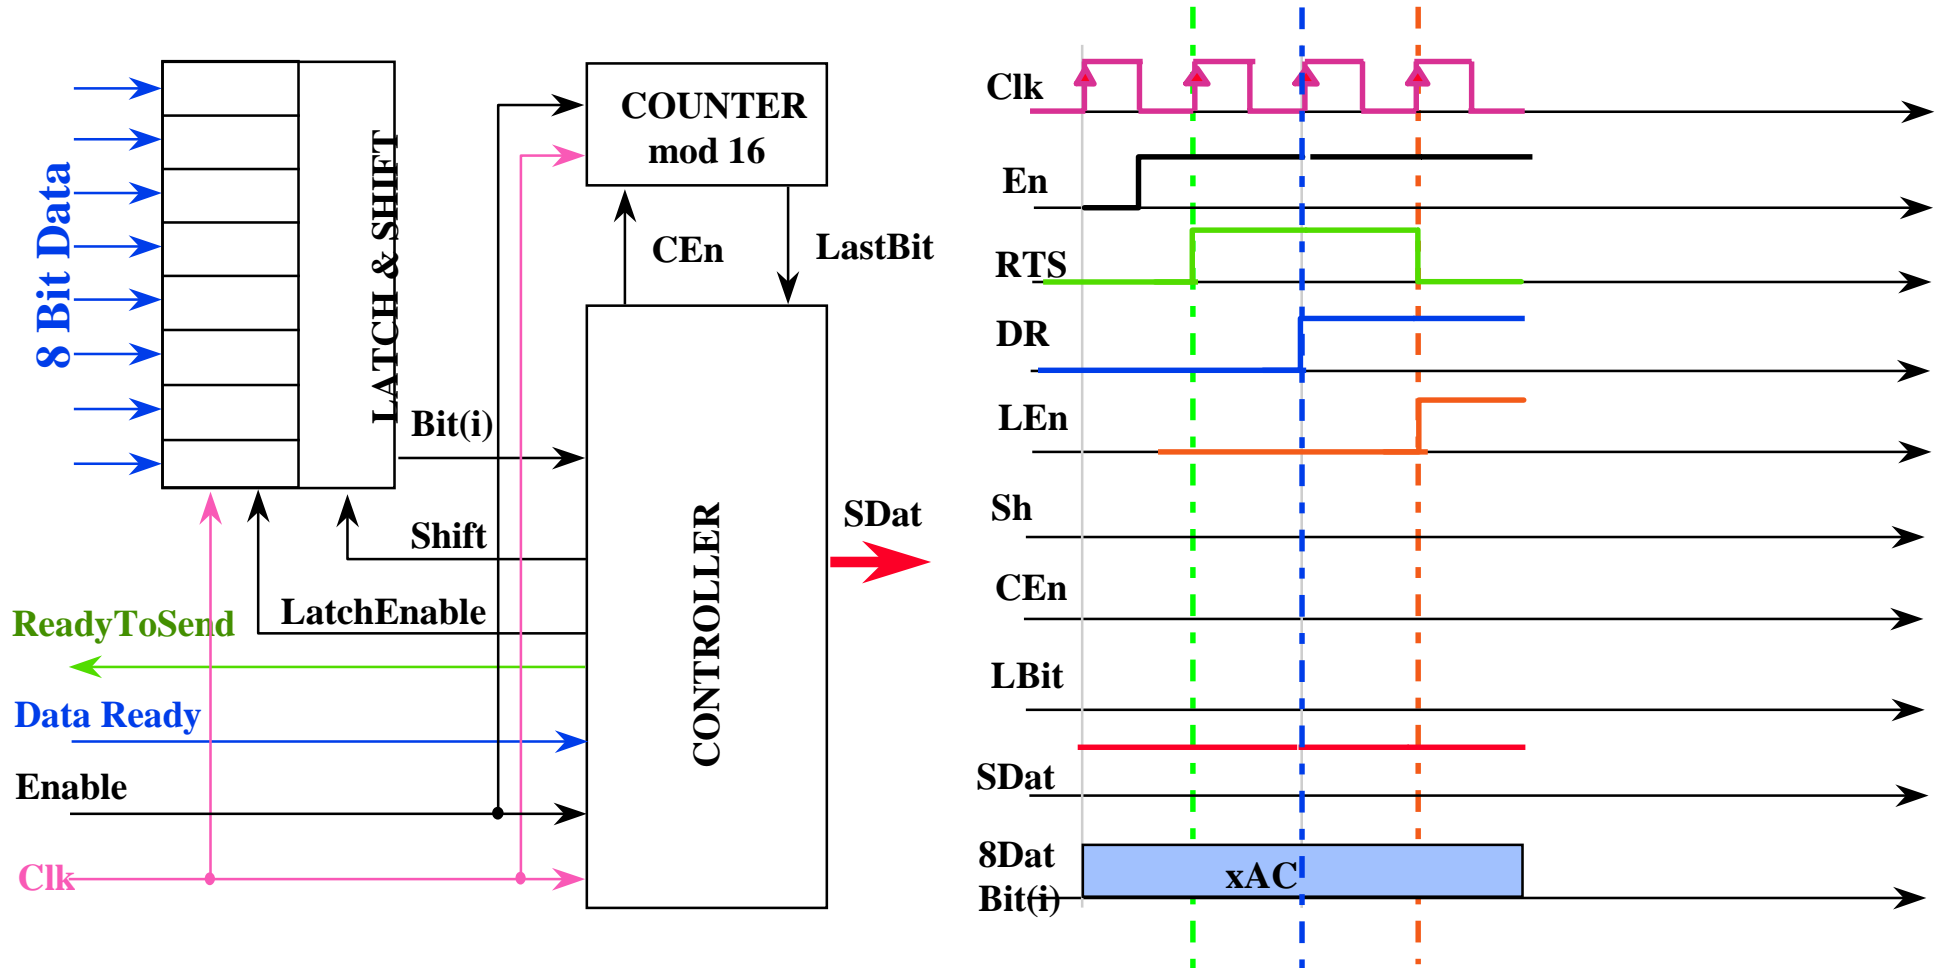 8 Bit Data
LATCH & SHIFT
COUNTER
mod 16
CEn
LastBit
Bit(i)
Shift
LatchEnable
CONTROLLER
SDat
ReadyToSend
Data Ready
Enable
Clk
Clk
En
RTS
DR
LEn
Sh
CEn
LBit
SDat
8Dat
xAC
Bit(i)